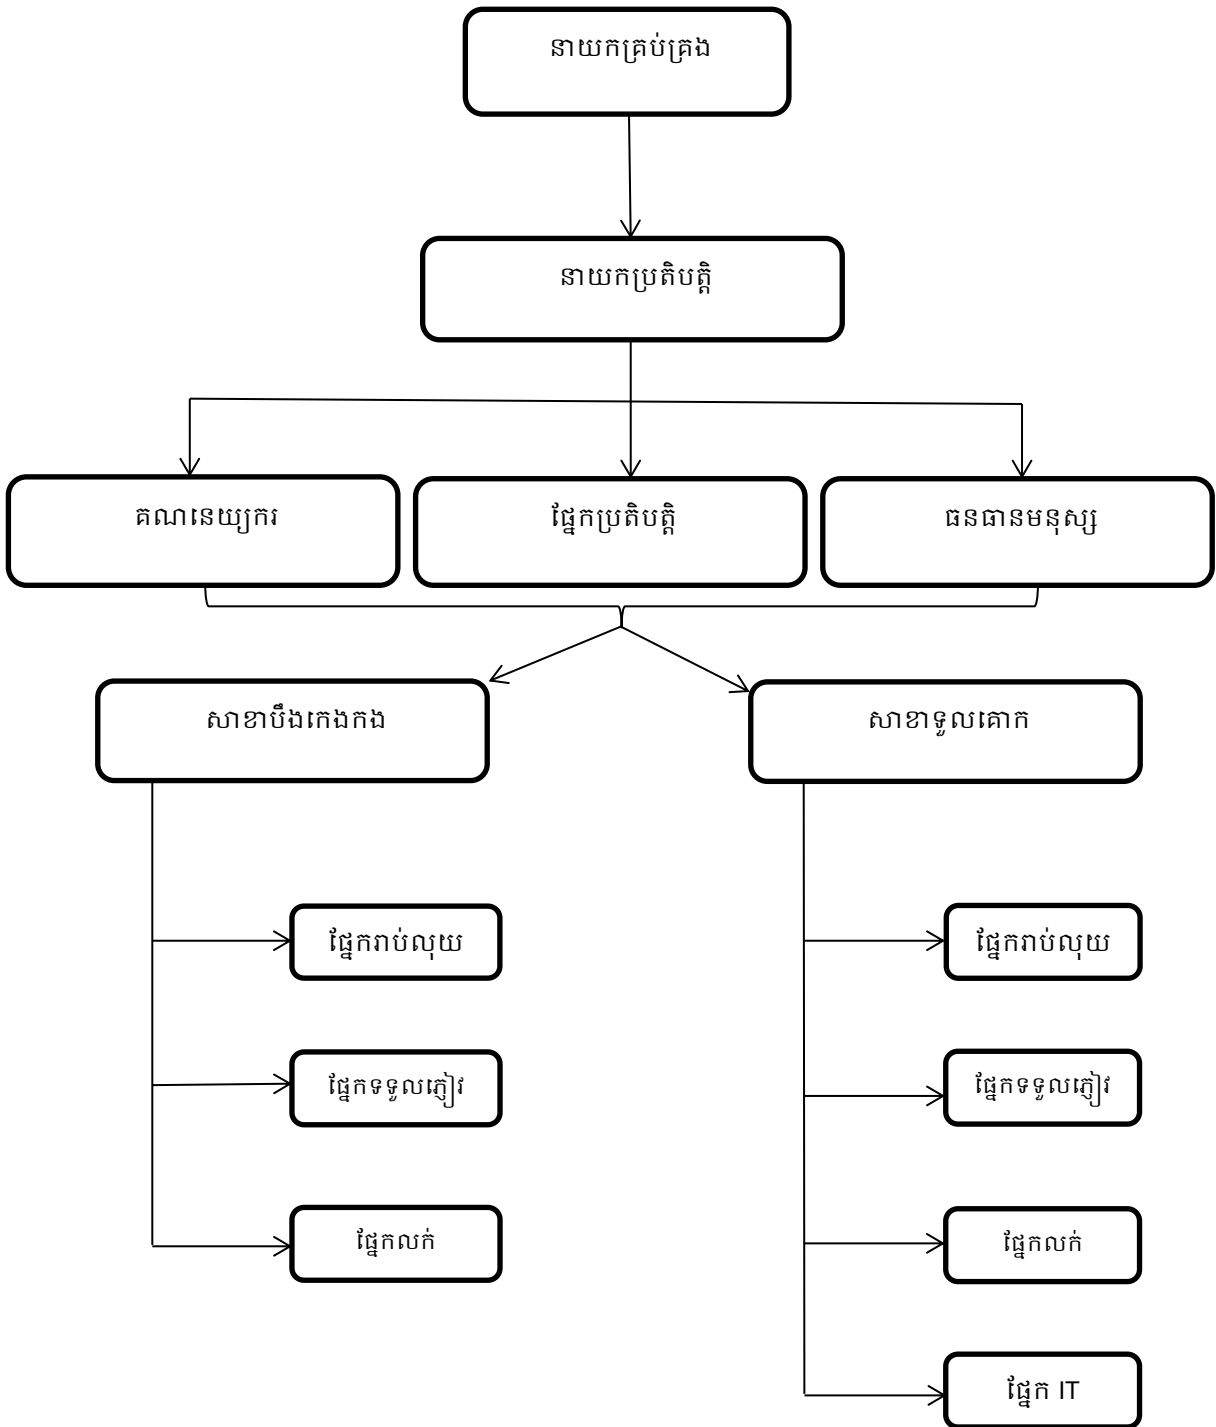 នាយកគ្រប់គ្រង
នាយកប្រតិបត្តិ
គណនេយ្យករ
ផ្នែកប្រតិបត្តិ
ធនធានមនុស្ស
សាខាបឹងកេងកង
សាខាទួលគោក
ផ្នែករាប់លុយ
ផ្នែកទទួលភ្ញៀវ
ផ្នែកលក់
ផ្នែករាប់លុយ
ផ្នែកទទួលភ្ញៀវ
ផ្នែកលក់
ផ្នែក IT